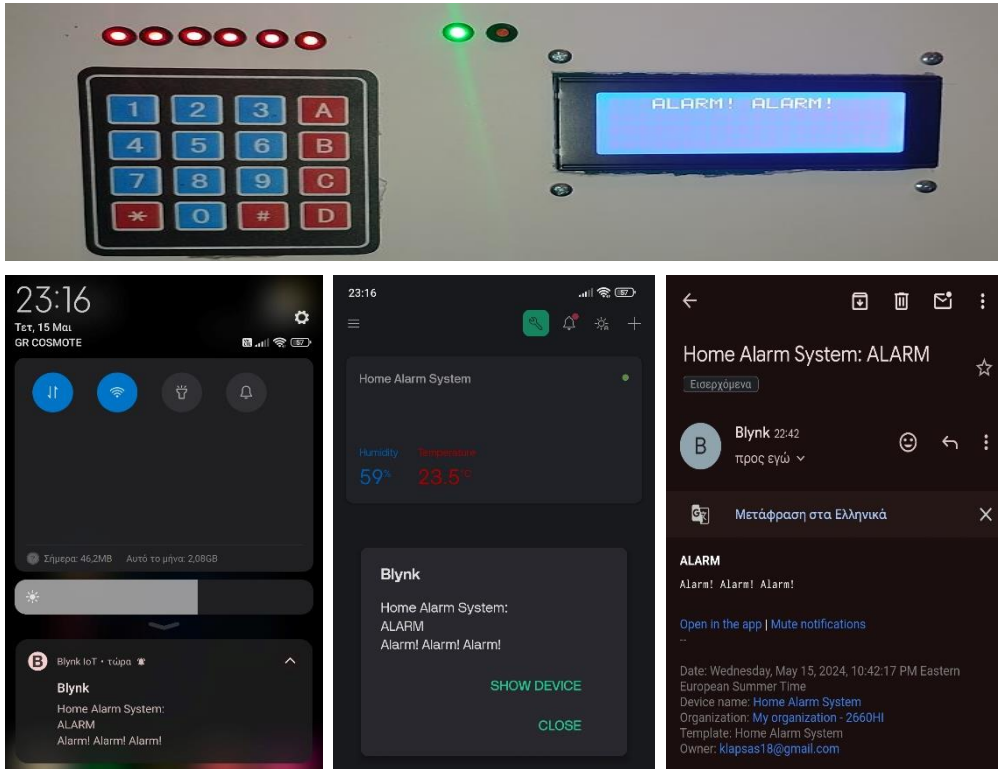 ALARM! ALARM!
1 2 3 A
4 5 6 B
7 8 9 C
* 0 # D
23:16
Τετ, 15 Μαι
GR COSMOTE
57
Σήμερα: 46,2MB Αυτό το μήνα: 2,08GB
Blynk IoT • τώρα
Blynk
Home Alarm System:
ALARM
Alarm! Alarm! Alarm!
23:16
57
Home Alarm System
Humidity Temperature
59% 23.5°C
Blynk
Home Alarm System:
ALARM
Alarm! Alarm! Alarm!
SHOW DEVICE
CLOSE
Home Alarm System: ALARM
Εισερχόμενα
B
Blynk 22:42
προς εγώ
Μετάφραση στα Ελληνικά
ALARM
Alarm! Alarm! Alarm!
Open in the app | Mute notifications
--
Date: Wednesday, May 15, 2024, 10:42:17 PM Eastern
European Summer Time
Device name: Home Alarm System
Organization: My organization - 2660HI
Template: Home Alarm System
Owner: klapsas18@gmail.com